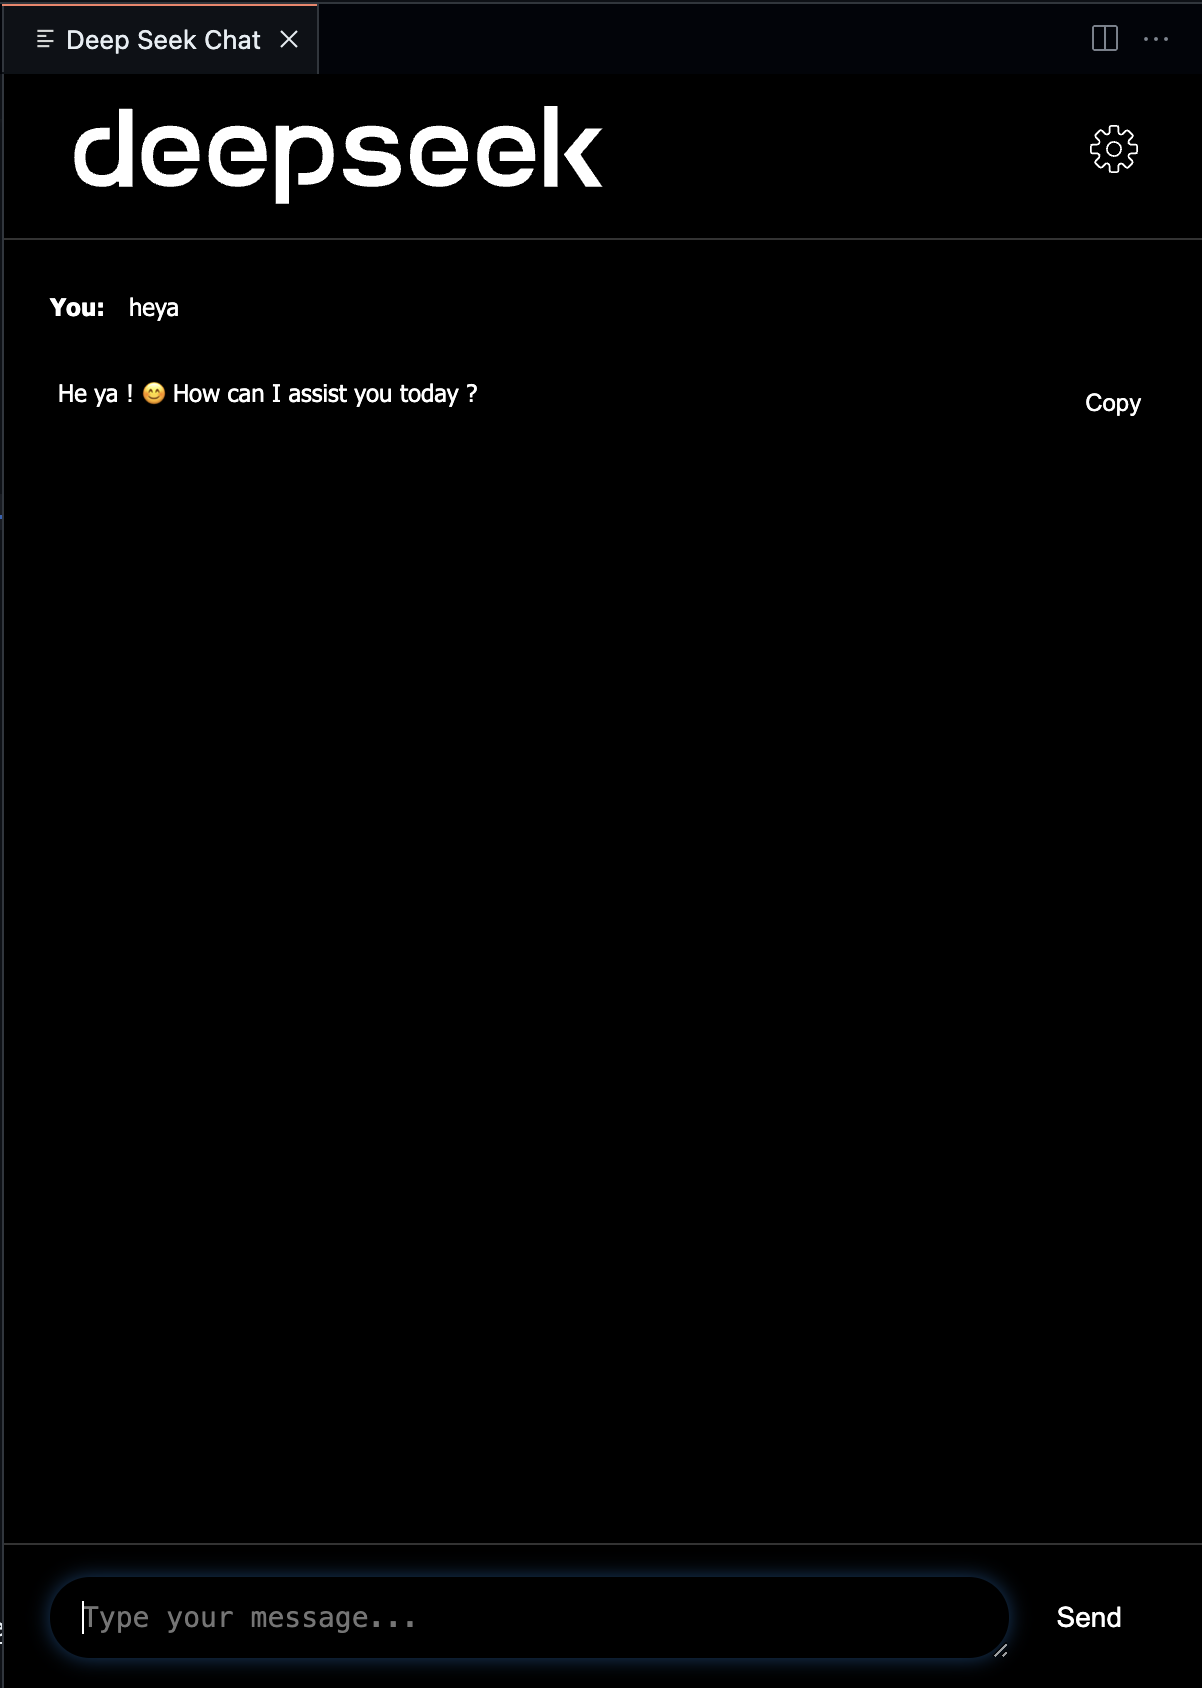 Deep Seek Chat
deepseek
You: heya
He ya ! 😊 How can I assist you today ?
Copy
Type your message...
Send